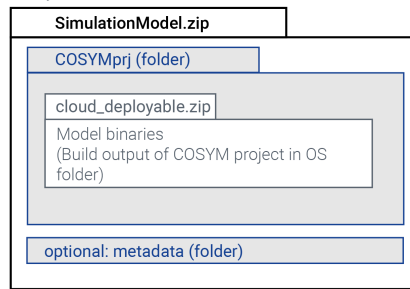 SimulationModel.zip
COSYMprj (folder)
cloud_deployable.zip
Model binaries
(Build output of COSYM project in OS
folder)
optional: metadata (folder)